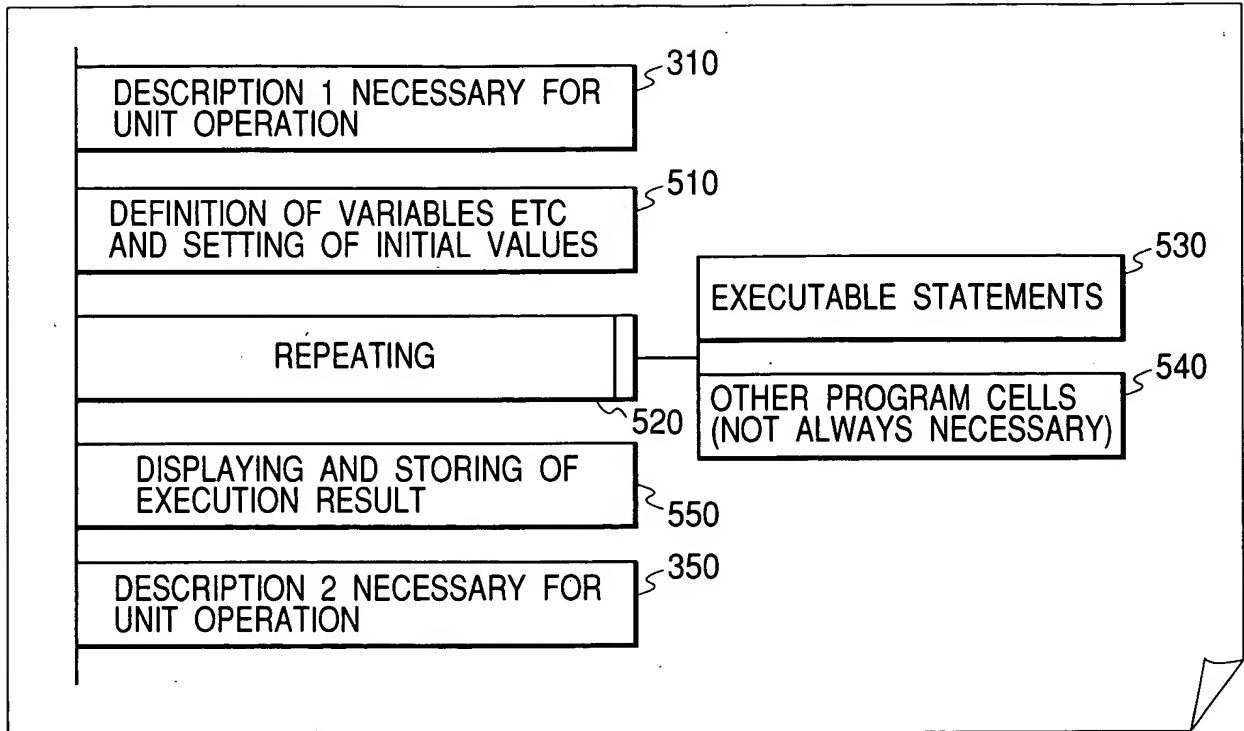 310
DESCRIPTION 1 NECESSARY FOR
UNIT OPERATION
510
DEFINITION OF VARIABLES ETC
AND SETTING OF INITIAL VALUES
530
EXECUTABLE STATEMENTS
REPEATING
520
540
OTHER PROGRAM CELLS
(NOT ALWAYS NECESSARY)
DISPLAYING AND STORING OF
EXECUTION RESULT
550
350
DESCRIPTION 2 NECESSARY FOR
UNIT OPERATION